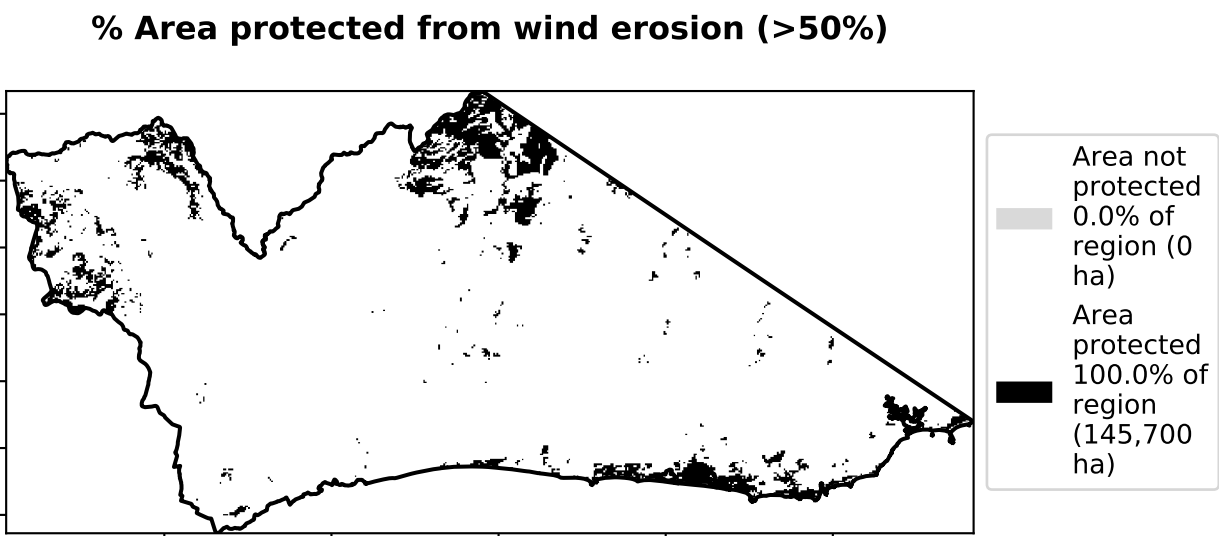 % Area protected from wind erosion (>50%)
Area not
protected
0.0% of
region (0
ha)
Area
protected
100.0% of
region
(145,700
ha)